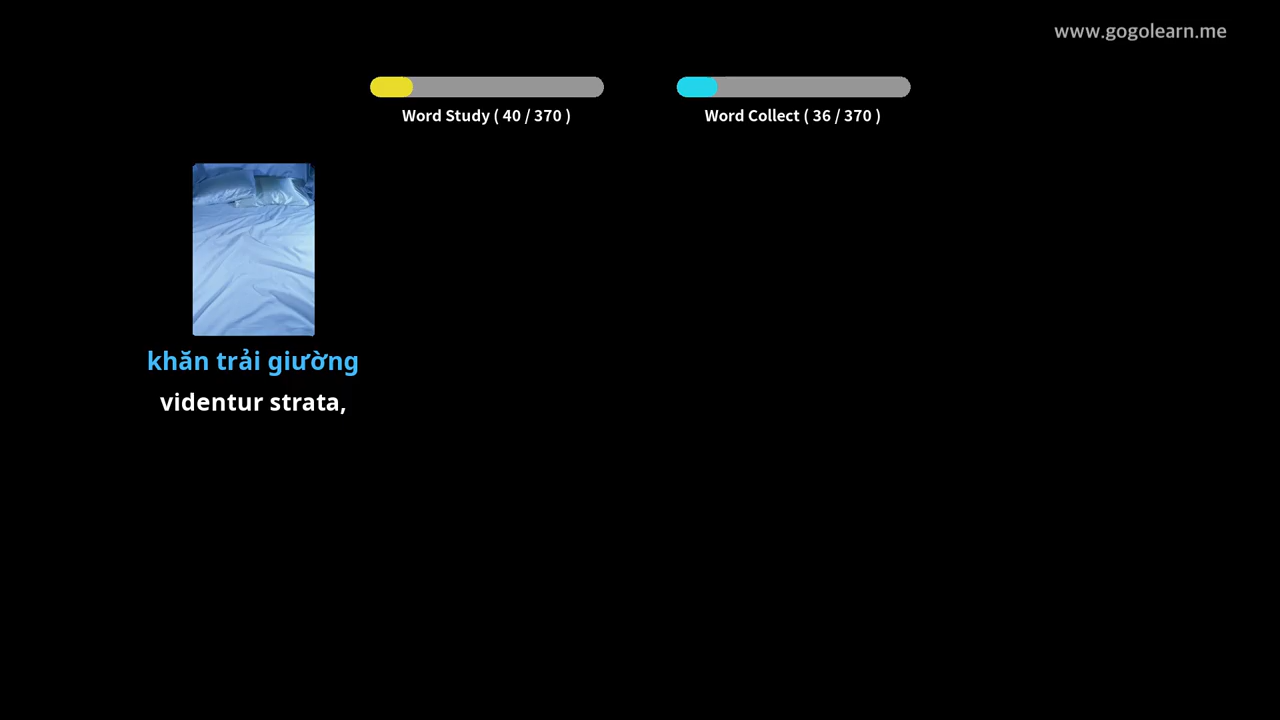 www.gogolearn.me
Word Study ( 40 / 370 )
Word Collect ( 36 / 370 )
khăn trải giường
videntur strata,